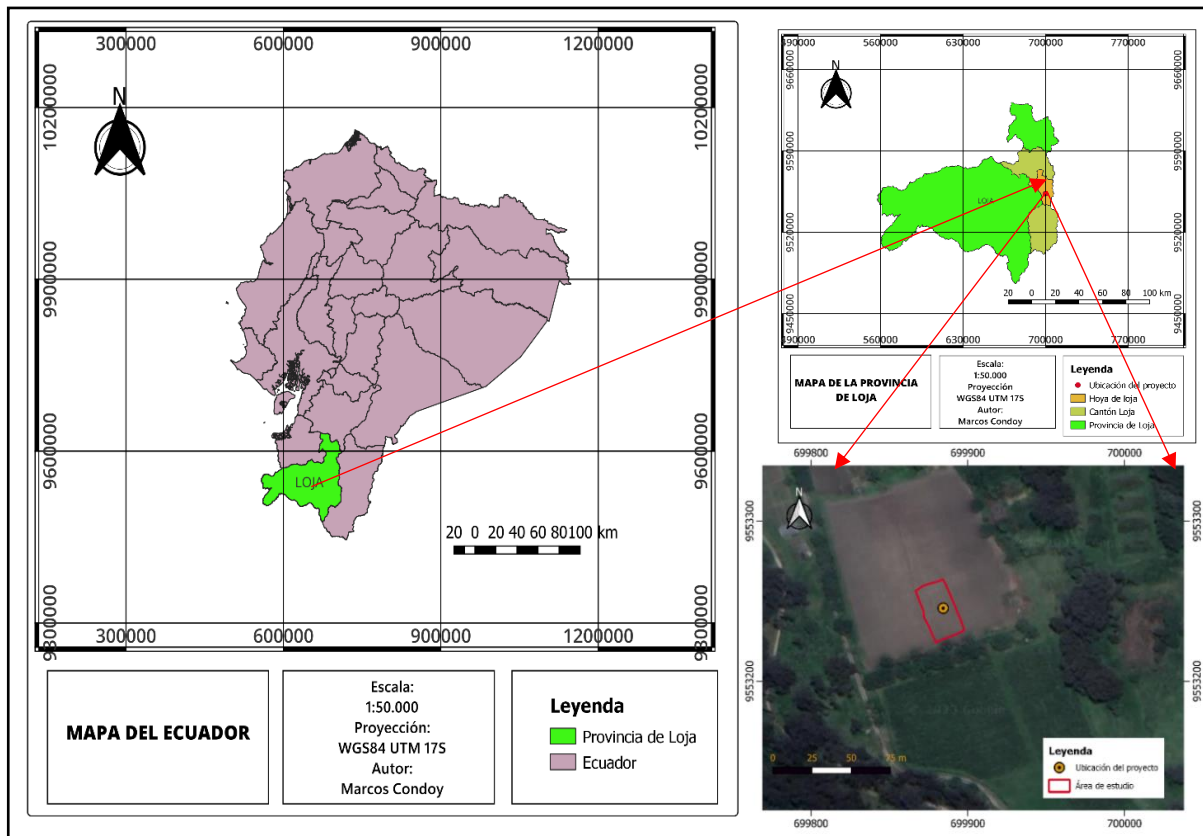 300000 600000 900000 1200000
N
10200000 10200000
9900000 9900000
9600000 9600000
9300000 9300000
LOJA
20 0 20 40 60 80 100 km
300000 600000 900000 1200000
MAPA DEL ECUADOR
Escala:
1:50.000
Proyección:
WGS84 UTM 17S
Autor:
Marcos Condoy
Leyenda
Provincia de Loja
Ecuador
490000 560000 630000 700000 770000
N
9660000 9660000
9590000 9590000
9520000 9520000
9450000 9450000
LOJA
20 0 20 40 60 80 100 km
490000 560000 630000 700000 770000
MAPA DE LA PROVINCIA
DE LOJA
Escala:
1:50.000
Proyección
WGS84 UTM 17S
Autor:
Marcos Condoy
Leyenda
Ubicación del proyecto
Hoya de loja
Cantón Loja
Provincia de Loja
699800 699900 700000
N
9553300 9553300
9553200 9553200
0 25 50 75 m
Leyenda
Ubicación del proyecto
Área de estudio
699800 699900 700000